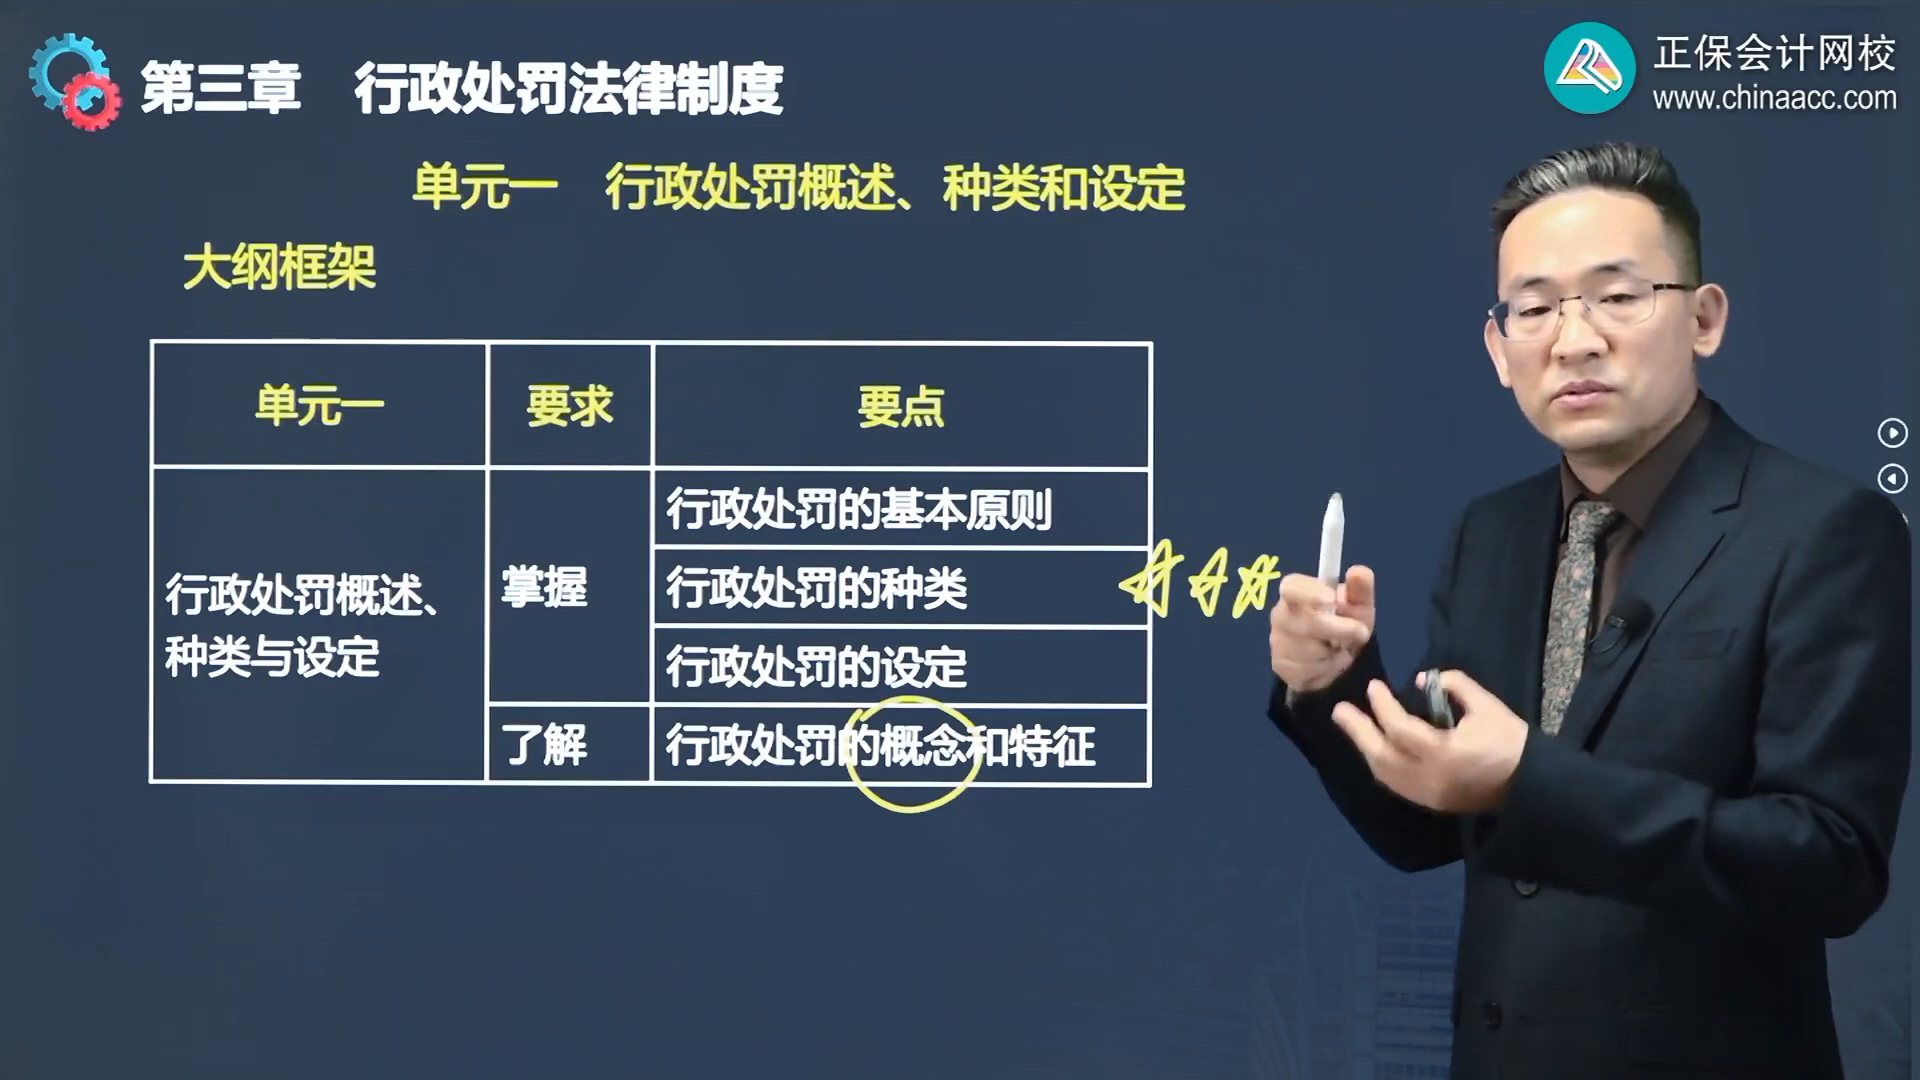 第三章 行政处罚法律制度
正保会计网校
www.chinaacc.com
单元一 行政处罚概述、种类和设定
大纲框架
单元一 要求 要点
行政处罚概述、
种类与设定
掌握
行政处罚的基本原则
行政处罚的种类
行政处罚的设定
了解
行政处罚的概念和特征